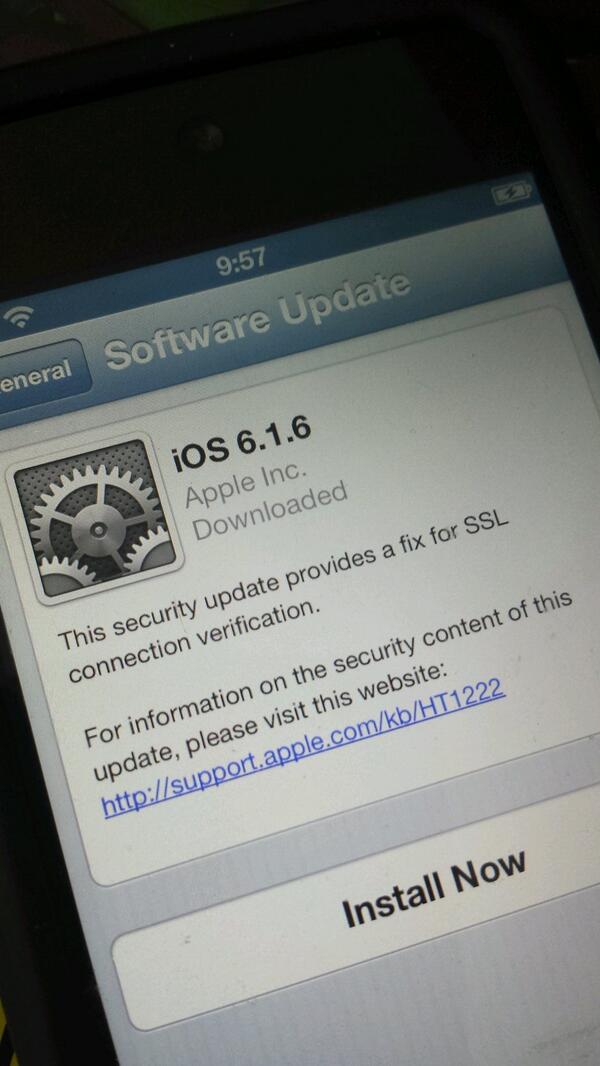 9:57
eneral
Software Update
iOS 6.1.6
Apple Inc.
Downloaded
This security update provides a fix for SSL
connection verification.
For information on the security content of this
update, please visit this website:
http://support.apple.com/kb/HT1222
Install Now